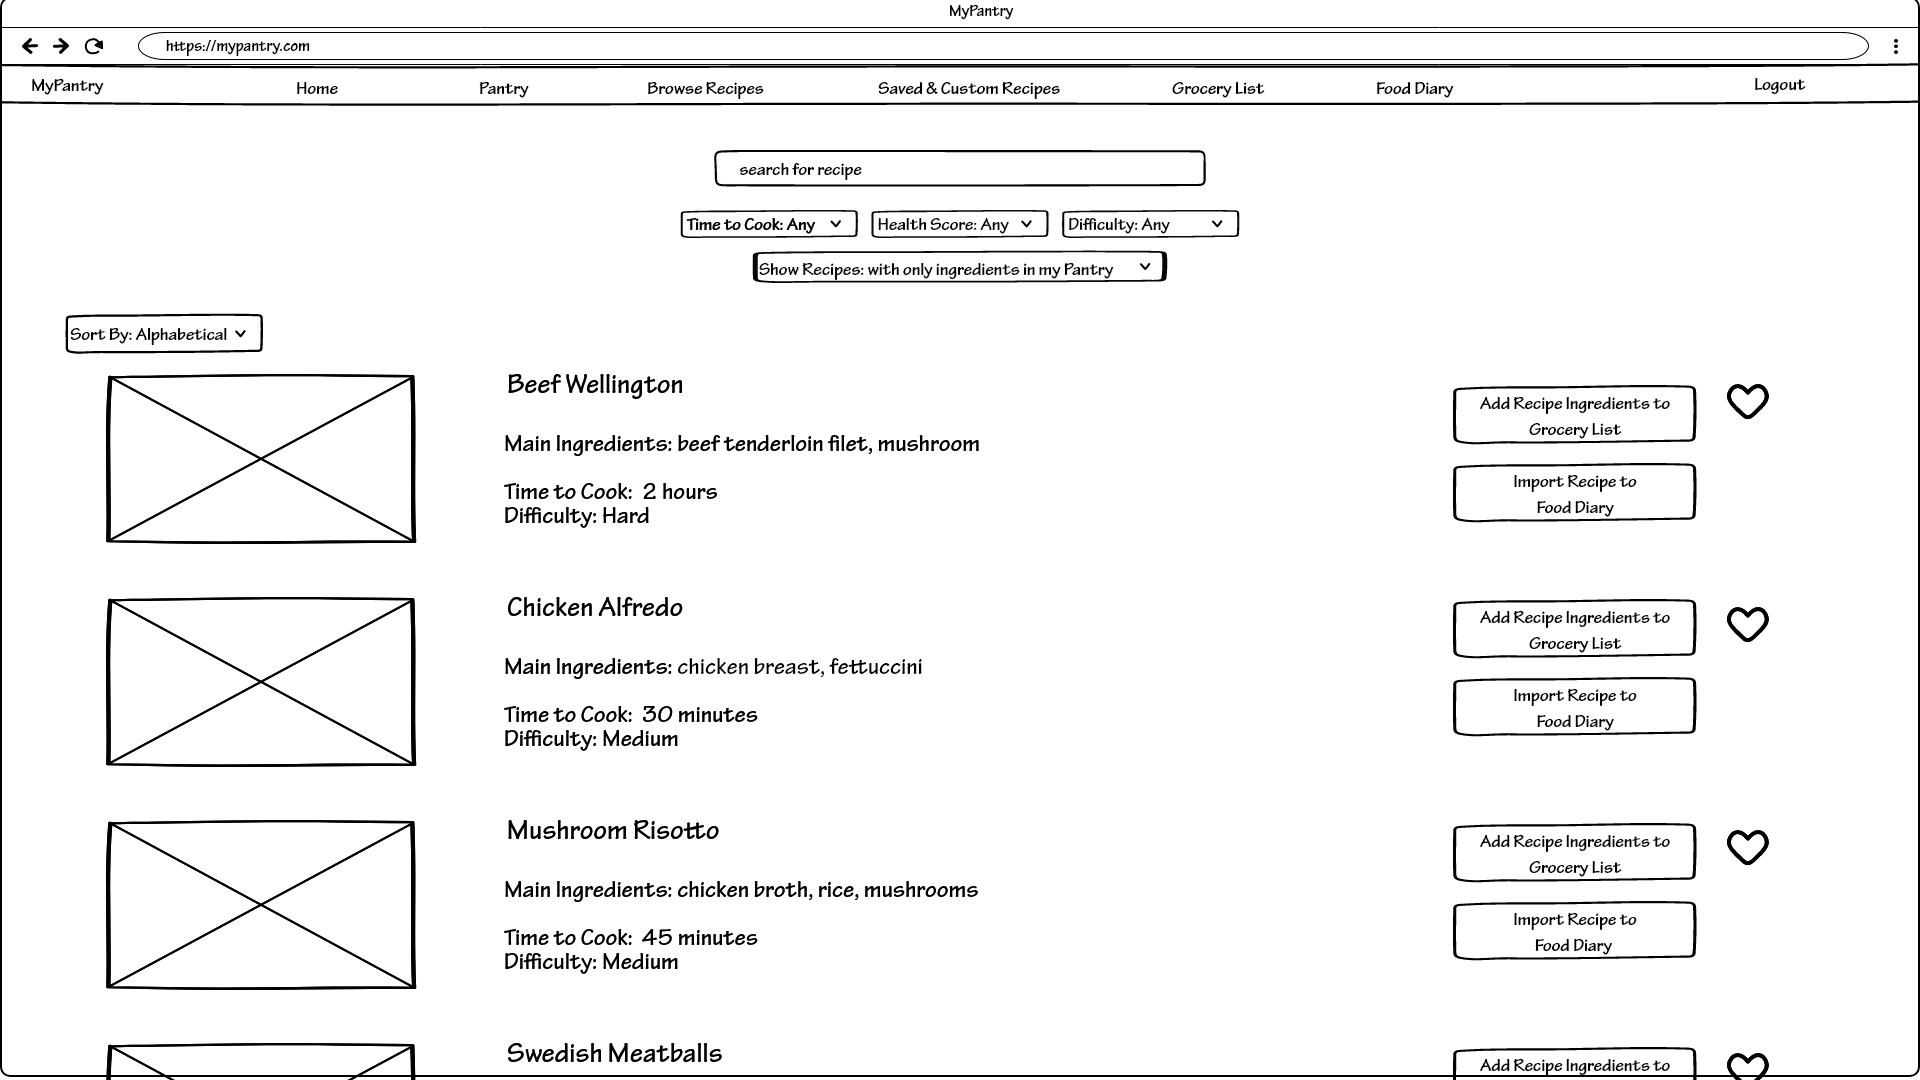 MyPantry
https://mypantry.com
MyPantry Home Pantry Browse Recipes Saved & Custom Recipes Grocery List Food Diary Logout
search for recipe
Time to Cook: Any Health Score: Any Difficulty: Any
Show Recipes: with only ingredients in my Pantry
Sort By: Alphabetical
Beef Wellington
Main Ingredients: beef tenderloin filet, mushroom
Time to Cook: 2 hours
Difficulty: Hard
Add Recipe Ingredients to
Grocery List
Import Recipe to
Food Diary
Chicken Alfredo
Main Ingredients: chicken breast, fettuccini
Time to Cook: 30 minutes
Difficulty: Medium
Add Recipe Ingredients to
Grocery List
Import Recipe to
Food Diary
Mushroom Risotto
Main Ingredients: chicken broth, rice, mushrooms
Time to Cook: 45 minutes
Difficulty: Medium
Add Recipe Ingredients to
Grocery List
Import Recipe to
Food Diary
Swedish Meatballs
Add Recipe Ingredients to